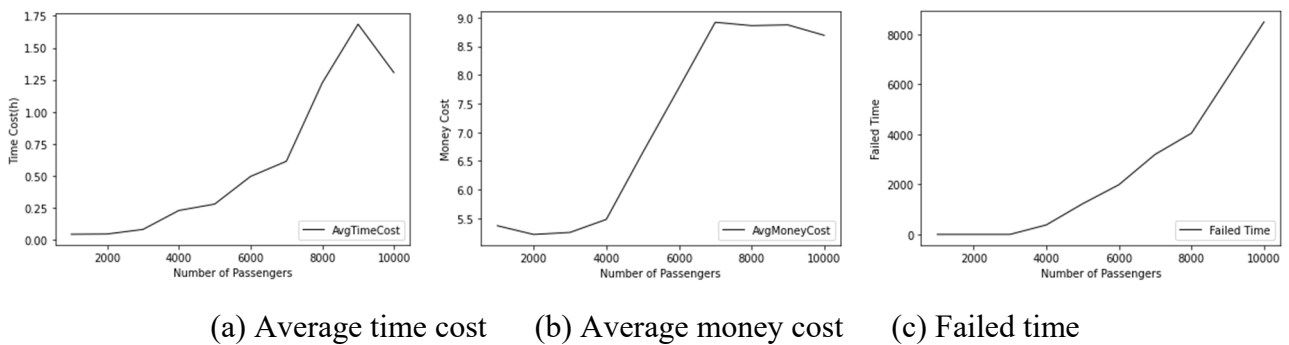 1.75
1.50
1.25
1.00
0.75
0.50
0.25
0.00
Time Cost(h)
2000 4000 6000 8000 10000
Number of Passengers
AvgTimeCost
9.0
8.5
8.0
7.5
7.0
6.5
6.0
5.5
Money Cost
2000 4000 6000 8000 10000
Number of Passengers
AvgMoneyCost
8000
6000
4000
2000
0
Failed Time
2000 4000 6000 8000 10000
Number of Passengers
Failed Time
(a) Average time cost (b) Average money cost (c) Failed time